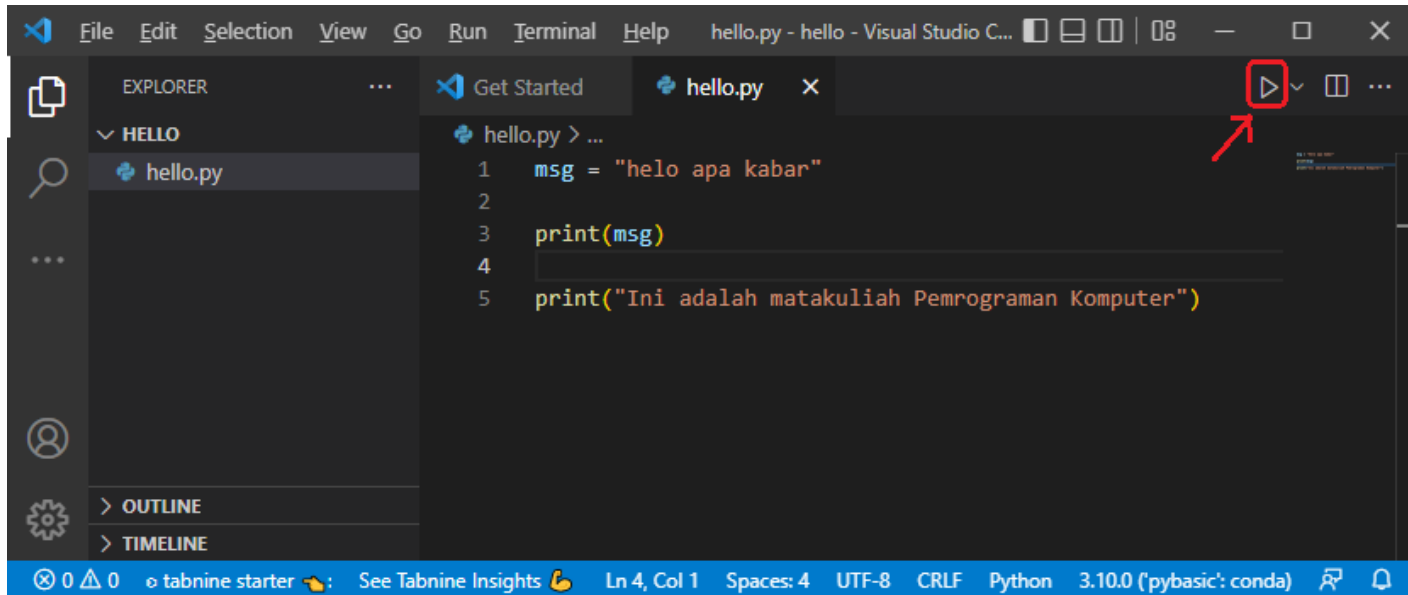 File Edit Selection View Go Run Terminal Help hello.py - hello - Visual Studio C...
EXPLORER
Get Started
hello.py
HELLO
hello.py
OUTLINE
TIMELINE
hello.py > ...
1 msg = "helo apa kabar"
2
3 print(msg)
4
5 print("Ini adalah matakuliah Pemrograman Komputer")
0 0 tabnine starter 👈: See Tabnine Insights 💪 Ln 4, Col 1 Spaces: 4 UTF-8 CRLF Python 3.10.0 ('pybasic': conda)